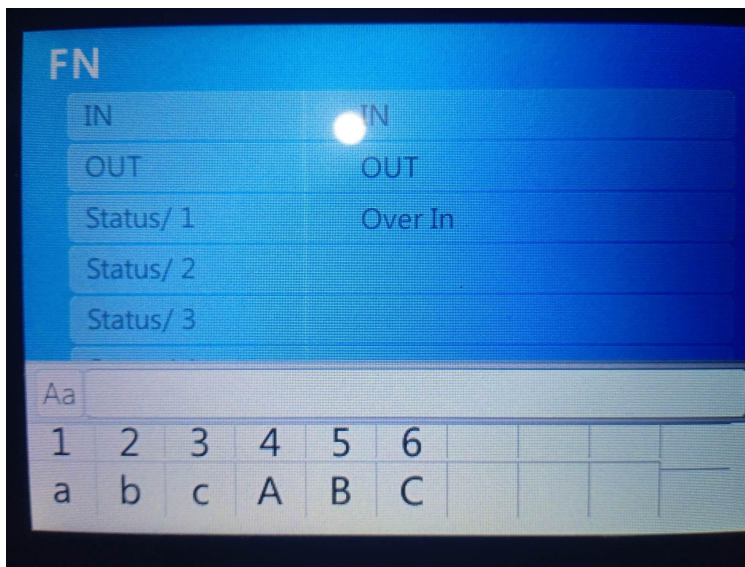 FN
IN IN
OUT OUT
Status/ 1 Over In
Status/ 2
Status/ 3
Aa
1 2 3 4 5 6
a b c A B C